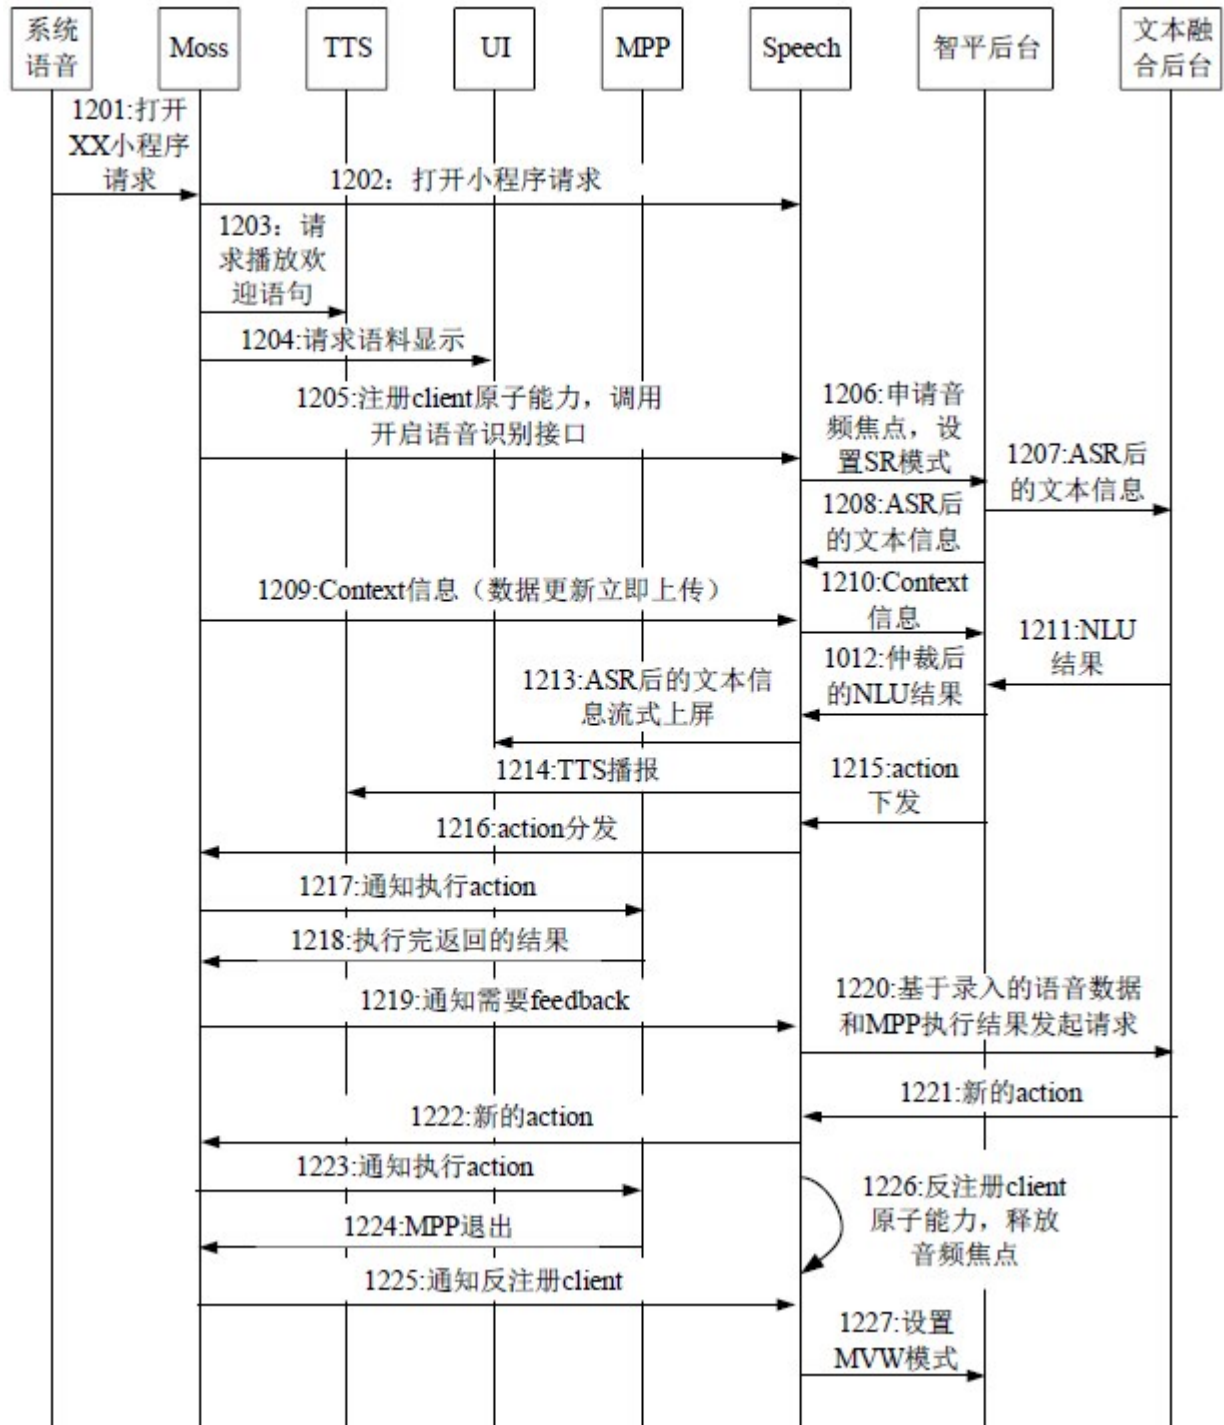 系统
语音
Moss
TTS
UI
MPP
Speech
智平后台
文本融
合后台
1201:打开
XX小程序
请求
1202：打开小程序请求
1203：请
求播放欢
迎语句
1204:请求语料显示
1205:注册client原子能力，调用
开启语音识别接口
1206:申请音
频焦点，设
置SR模式
1207:ASR后
的文本信息
1208:ASR后
的文本信息
1209:Context信息（数据更新立即上传）
1210:Context
信息
1211:NLU
结果
1012:仲裁后
的NLU结果
1213:ASR后的文本信
息流式上屏
1214:TTS播报
1215:action
下发
1216:action分发
1217:通知执行action
1218:执行完返回的结果
1219:通知需要feedback
1220:基于录入的语音数据
和MPP执行结果发起请求
1221:新的action
1222:新的action
1223:通知执行action
1224:MPP退出
1225:通知反注册client
1226:反注册client
原子能力，释放
音频焦点
1227:设置
MVW模式